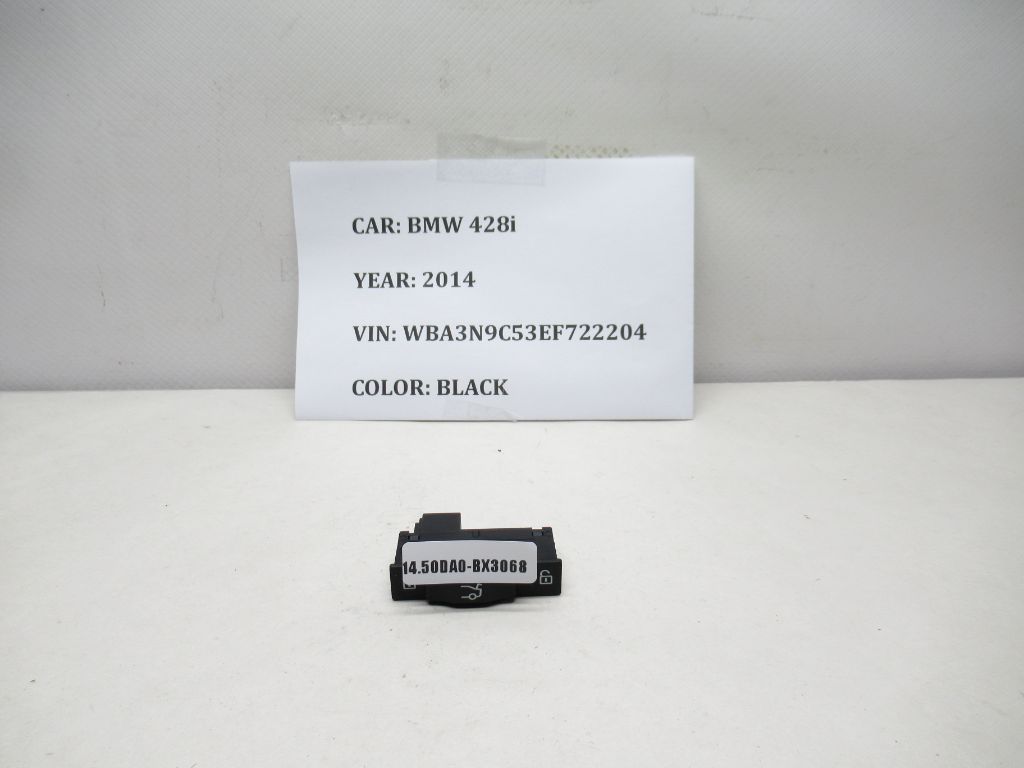 CAR: BMW 428i
YEAR: 2014
VIN: WBA3N9C53EF722204
COLOR: BLACK
14.50DA0-BX3068